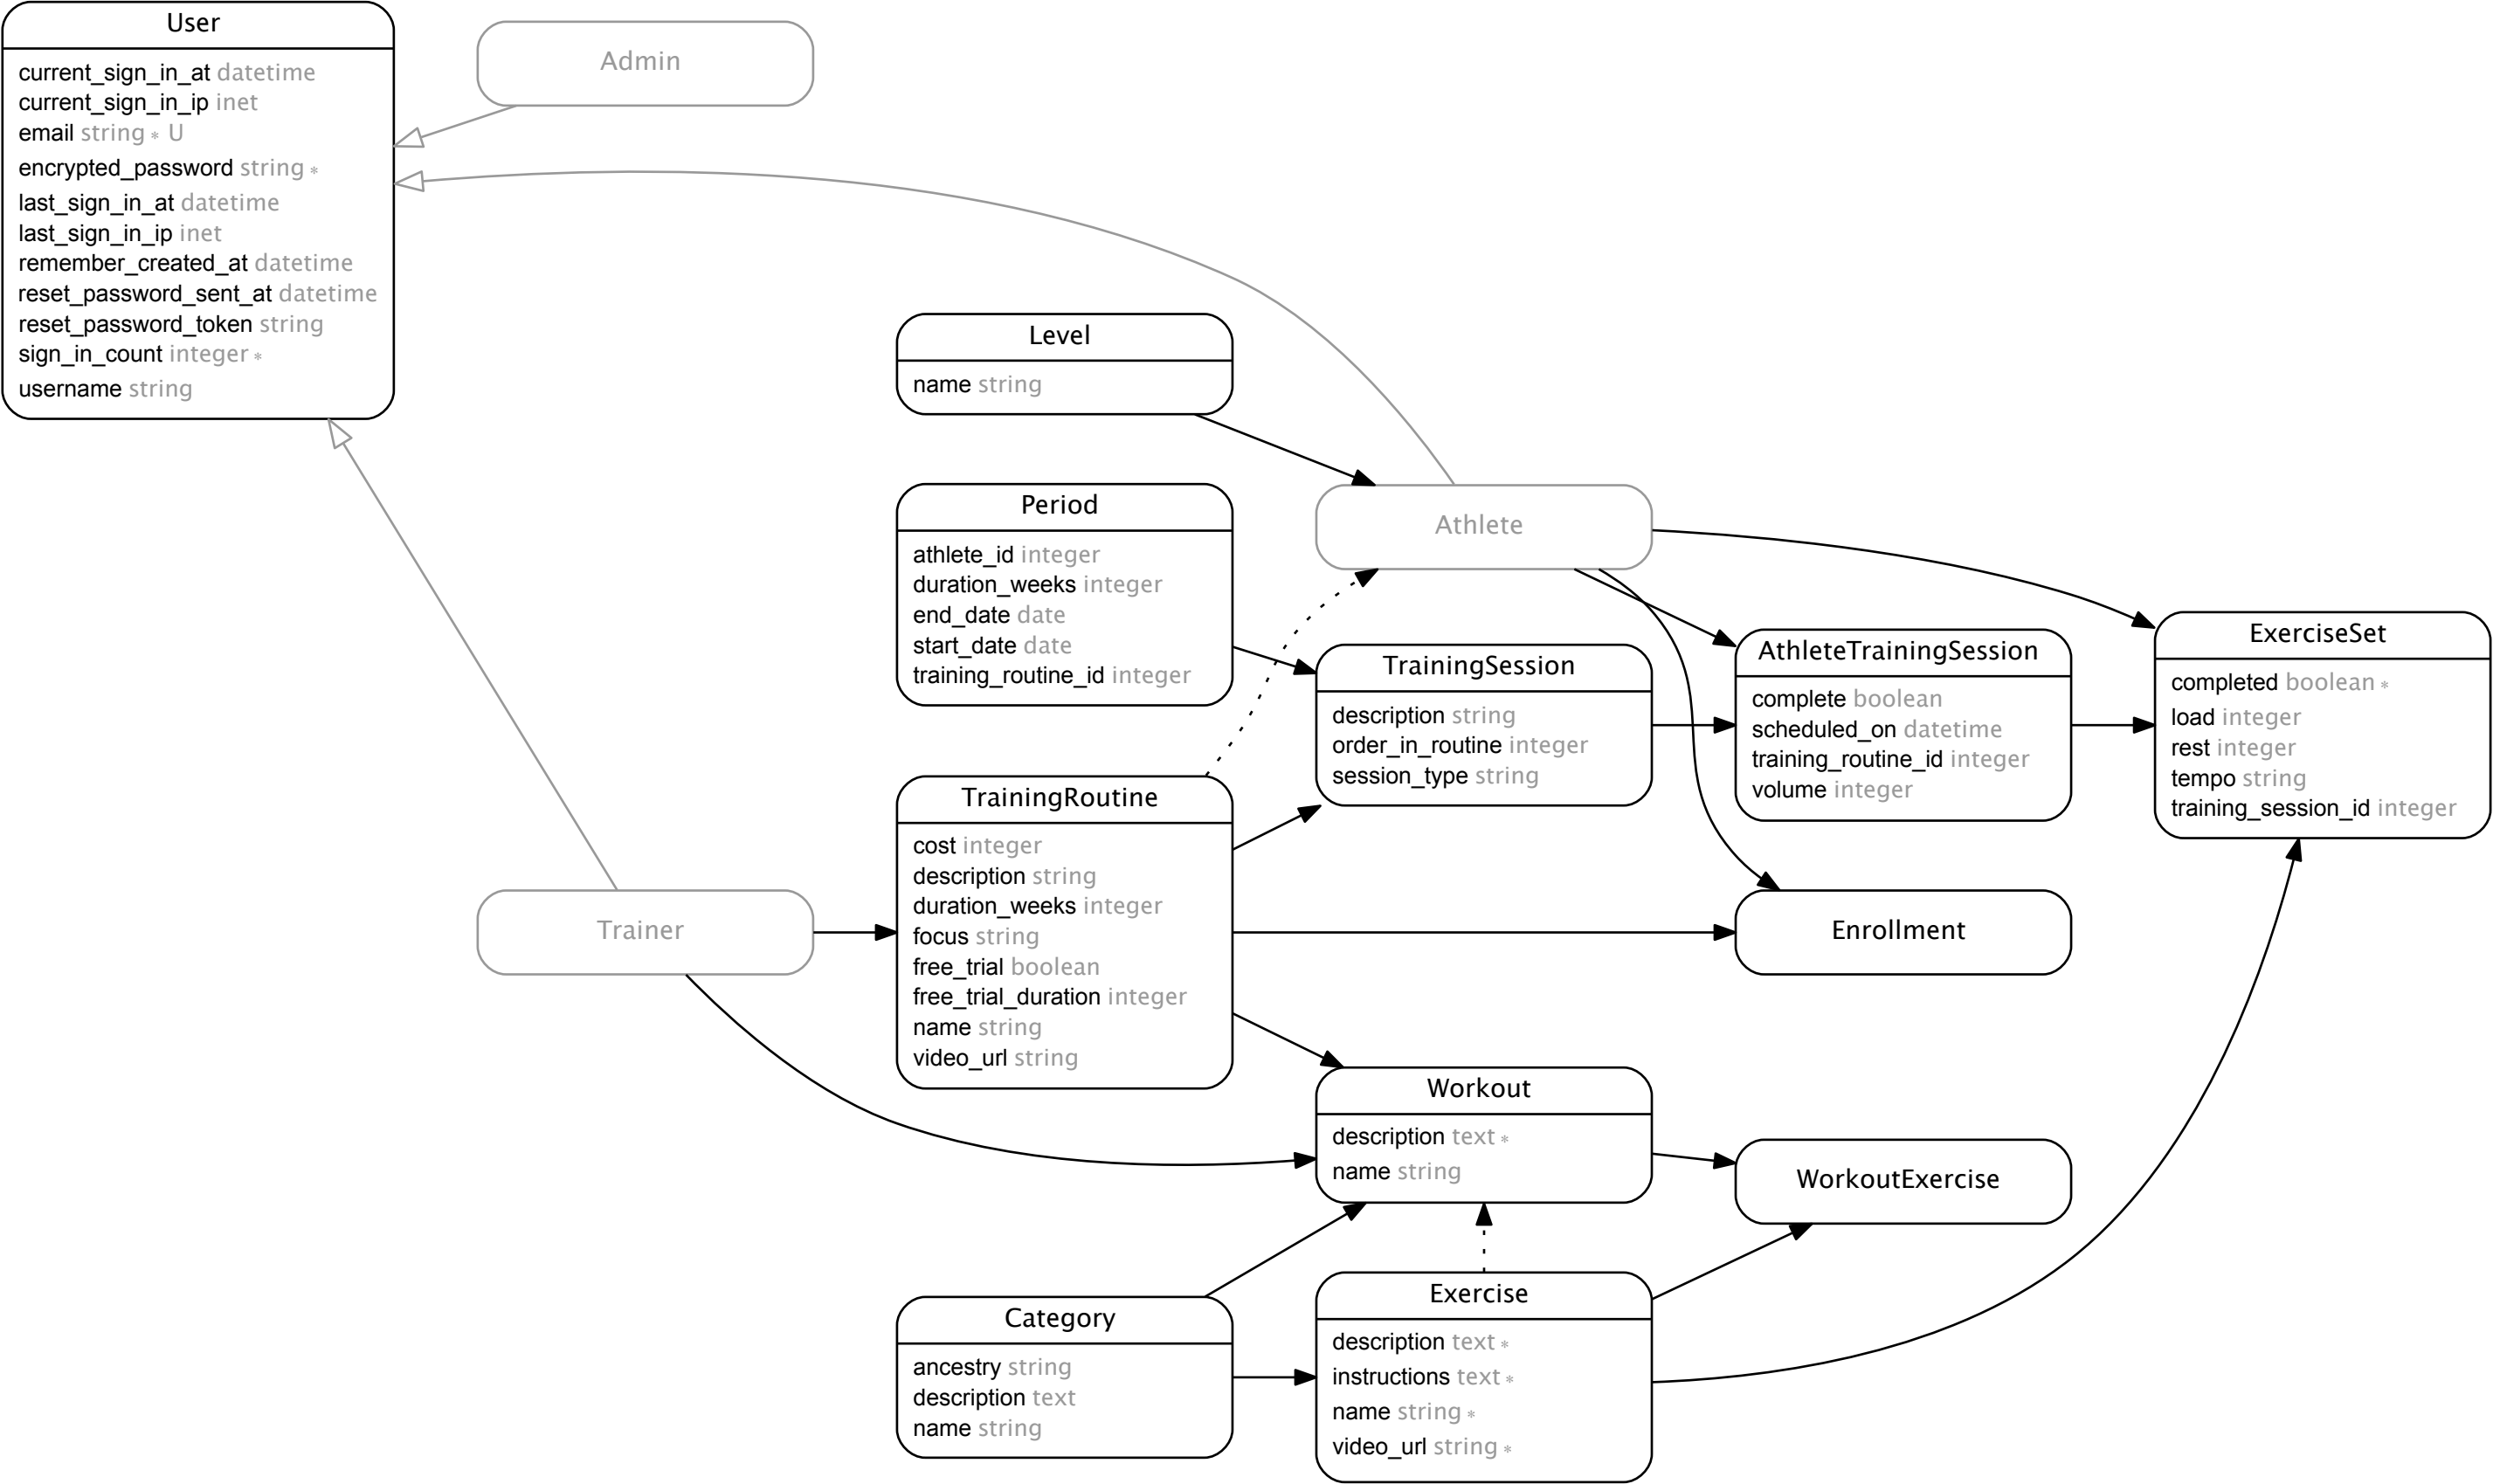 User
current_sign_in_at datetime
current_sign_in_ip inet
email string * U
encrypted_password string *
last_sign_in_at datetime
last_sign_in_ip inet
remember_created_at datetime
reset_password_sent_at datetime
reset_password_token string
sign_in_count integer *
username string
Admin
Level
name string
Period
athlete_id integer
duration_weeks integer
end_date date
start_date date
training_routine_id integer
Athlete
TrainingSession
description string
order_in_routine integer
session_type string
AthleteTrainingSession
complete boolean
scheduled_on datetime
training_routine_id integer
volume integer
ExerciseSet
completed boolean *
load integer
rest integer
tempo string
training_session_id integer
Trainer
TrainingRoutine
cost integer
description string
duration_weeks integer
focus string
free_trial boolean
free_trial_duration integer
name string
video_url string
Enrollment
Workout
description text *
name string
WorkoutExercise
Category
ancestry string
description text
name string
Exercise
description text *
instructions text *
name string *
video_url string *